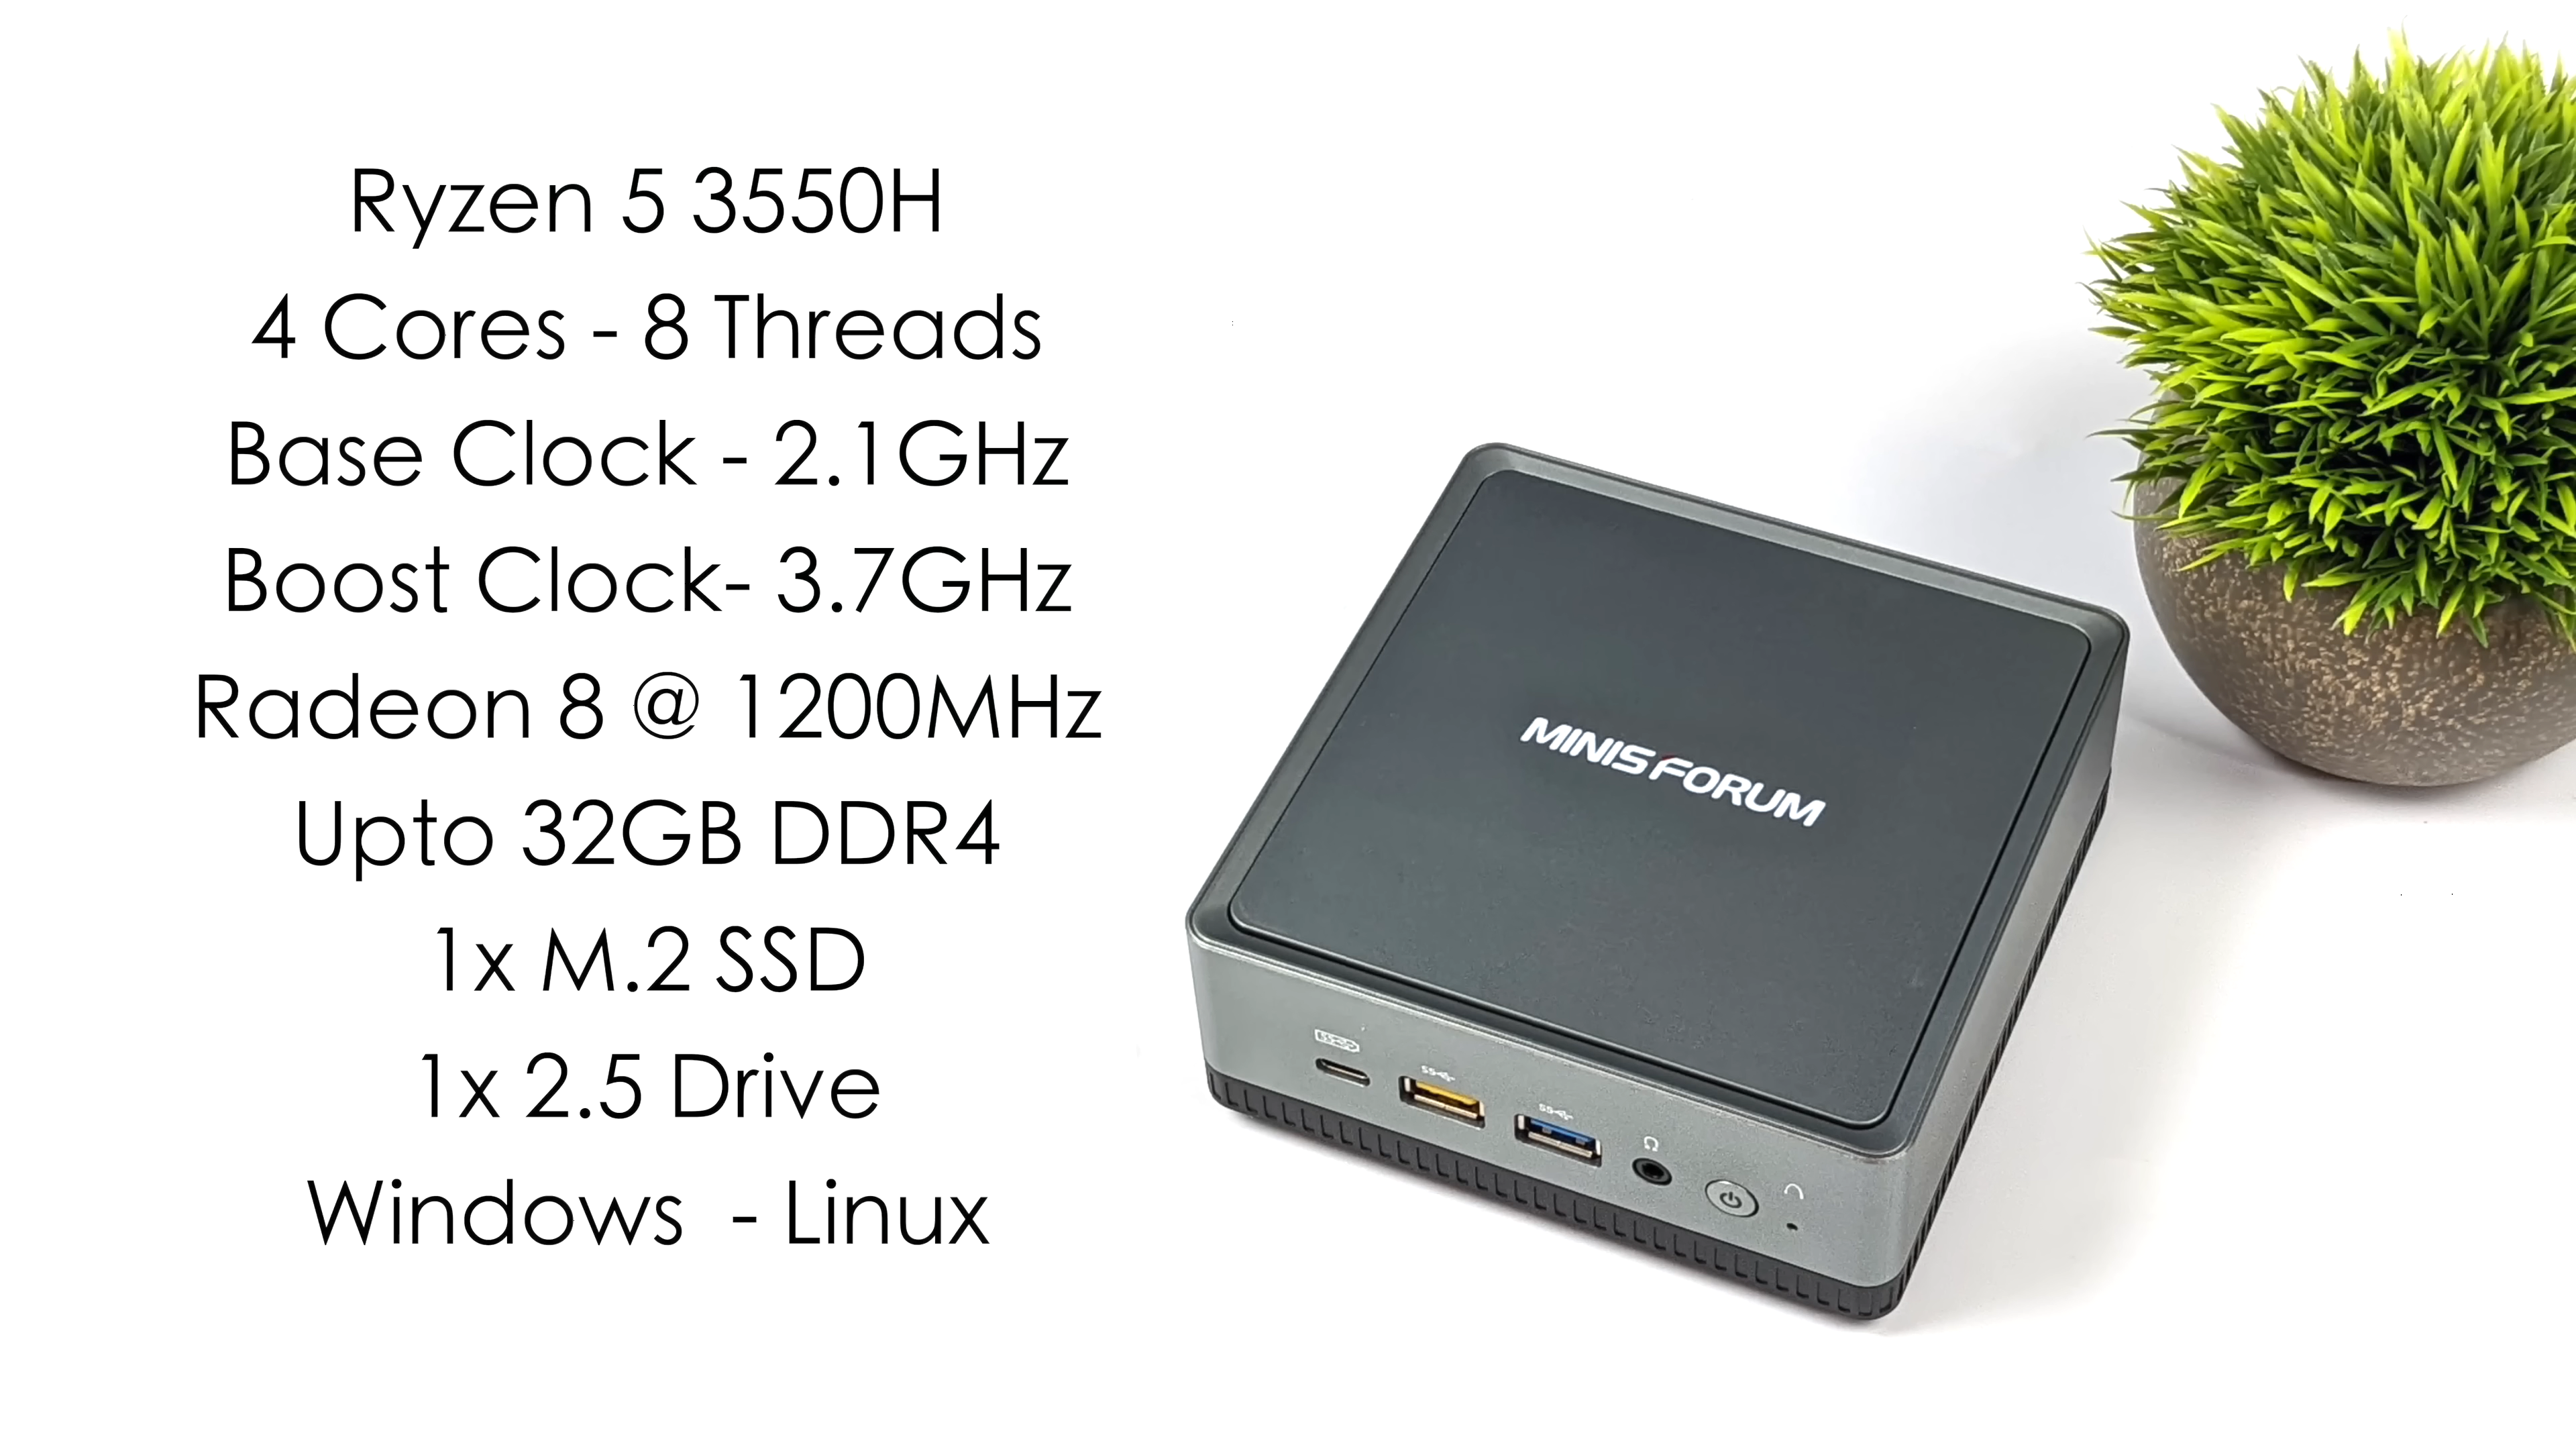 Ryzen 5 3550H
4 Cores - 8 Threads
Base Clock - 2.1GHz
Boost Clock- 3.7GHz
Radeon 8 @ 1200MHz
Upto 32GB DDR4
1x M.2 SSD
1x 2.5 Drive
Windows  - Linux
MINISFORUM